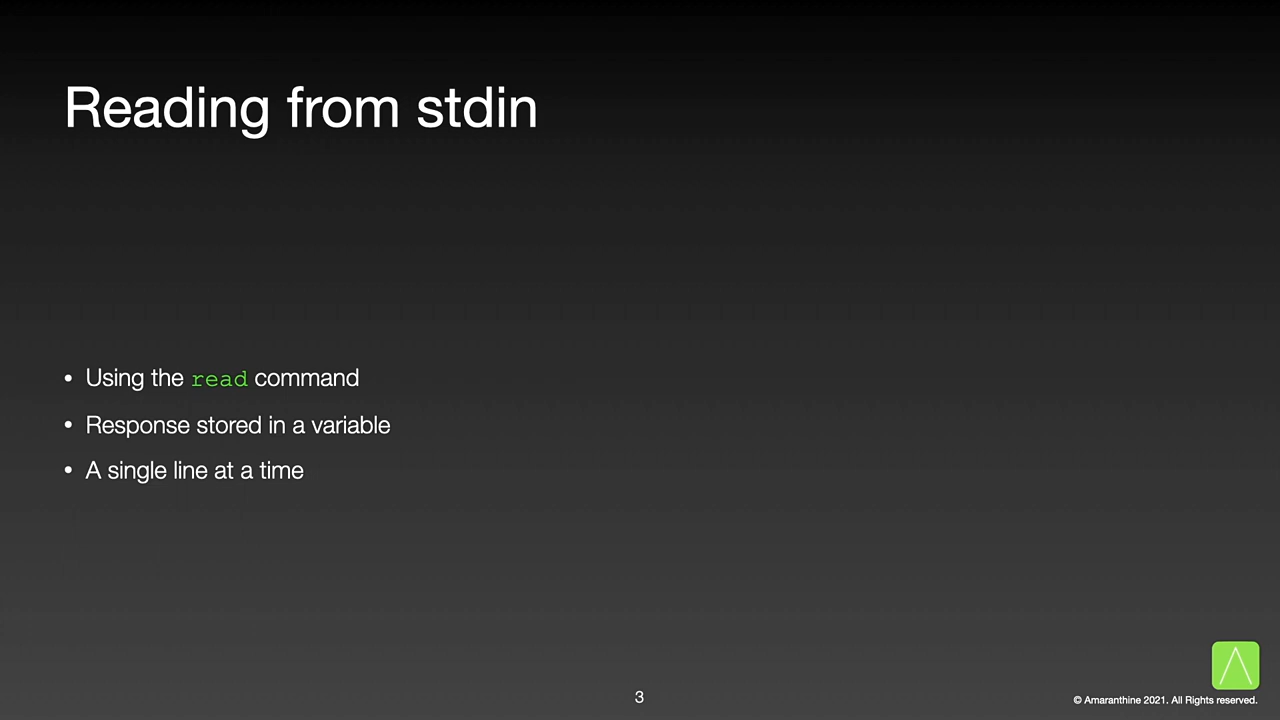 Reading from stdin
• Using the read command
• Response stored in a variable
• A single line at a time
3
© Amaranthine 2021. All Rights reserved.